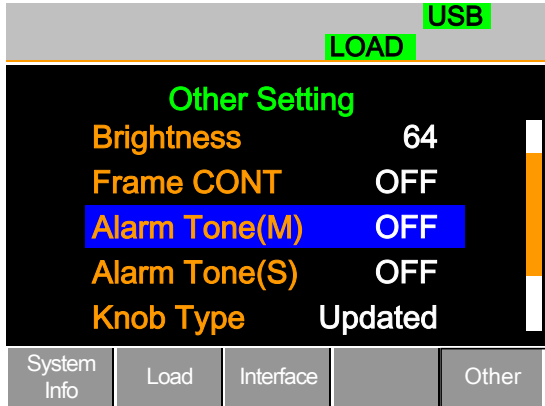 USB
LOAD
Other Setting
Brightness 64
Frame CONT OFF
Alarm Tone(M) OFF
Alarm Tone(S) OFF
Knob Type Updated
System Info Load Interface Other